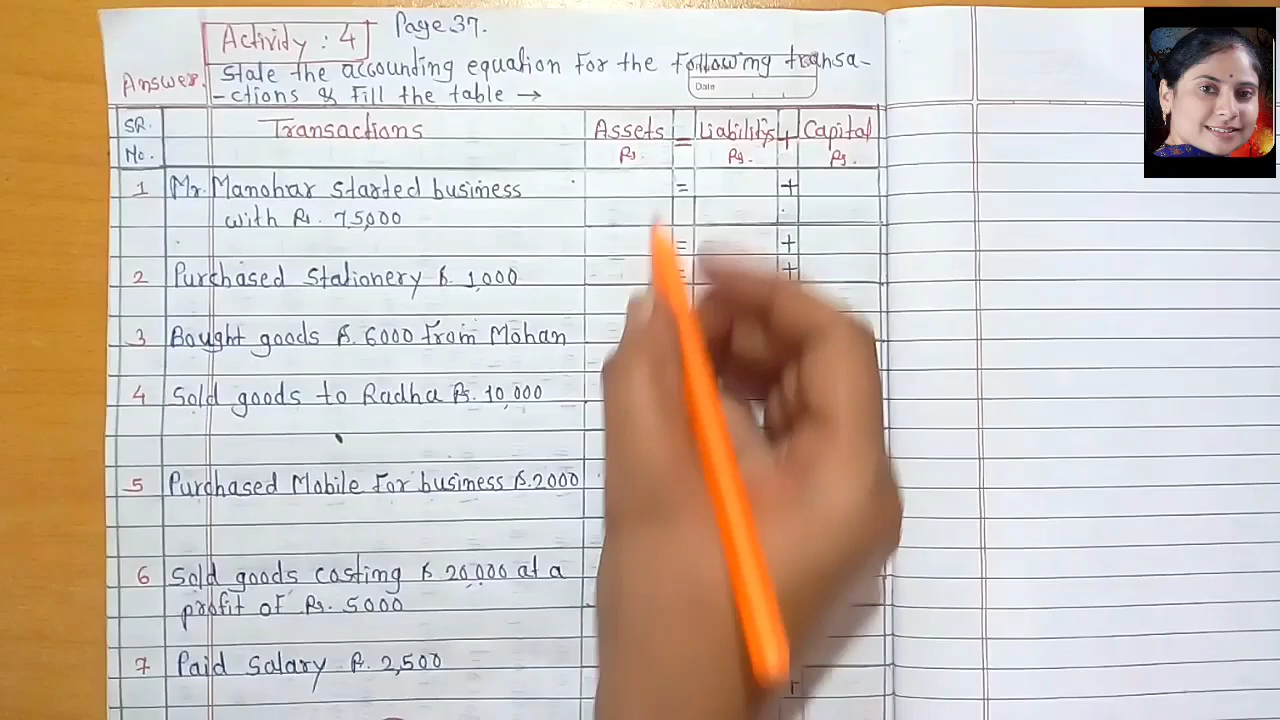 Activity : 4 Page 37.
Answer. State the accounting equation for the following transa-
-ctions & Fill the table →
Date
SR. No. Transactions Assets Rs. = Liability's Rs. + Capital Rs.
1 Mr. Manohar started business = +
with Rs. 75,000
= +
2 Purchased Stationery Rs. 1,000 = +
3 Bought goods Rs. 6000 from Mohan
4 Sold goods to Radha Rs. 10,000
5 Purchased Mobile for business Rs. 2000
6 Sold goods costing Rs 20,000 at a
profit of Rs. 5000
7 Paid Salary Rs. 2,500